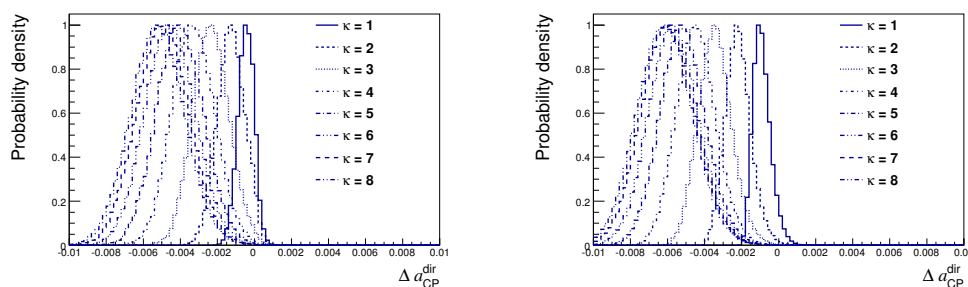 Probability density
1
0.8
0.6
0.4
0.2
0
-0.01 -0.008 -0.006 -0.004 -0.002 0 0.002 0.004 0.006 0.008 0.01
Δ a^dir_CP
κ = 1
κ = 2
κ = 3
κ = 4
κ = 5
κ = 6
κ = 7
κ = 8
Probability density
1
0.8
0.6
0.4
0.2
0
-0.01 -0.008 -0.006 -0.004 -0.002 0 0.002 0.004 0.006 0.008 0.0
Δ a^dir_CP
κ = 1
κ = 2
κ = 3
κ = 4
κ = 5
κ = 6
κ = 7
κ = 8